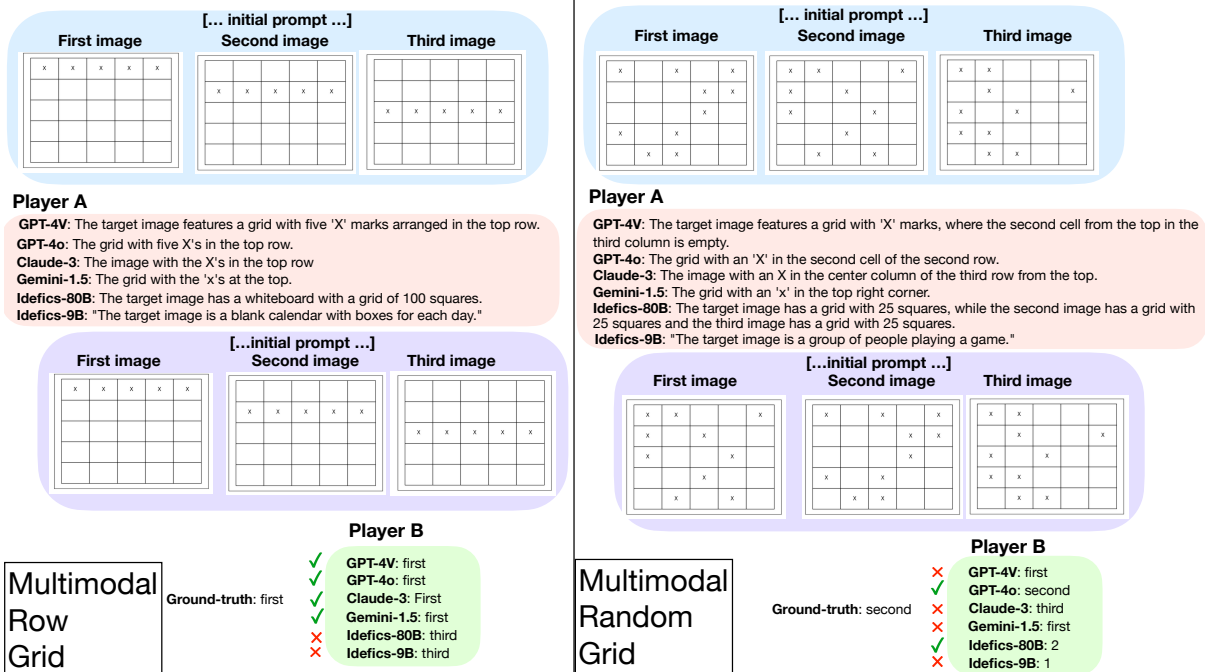 [... initial prompt ...]
First image Second image Third image
x x x x x
x x x x x
x x x x x
Player A
GPT-4V: The target image features a grid with five 'X' marks arranged in the top row.
GPT-4o: The grid with five X's in the top row.
Claude-3: The image with the X's in the top row
Gemini-1.5: The grid with the 'x's at the top.
Idefics-80B: The target image has a whiteboard with a grid of 100 squares.
Idefics-9B: "The target image is a blank calendar with boxes for each day."
[...initial prompt ...]
First image Second image Third image
x x x x x
x x x x x
x x x x x
Player B
GPT-4V: first
GPT-4o: first
Claude-3: First
Gemini-1.5: first
Idefics-80B: third
Idefics-9B: third
Ground-truth: first
Multimodal
Row
Grid
[... initial prompt ...]
First image Second image Third image
x x x
x x
x
x x
x x
x x x
x x
x x
x
x x
x x
x x
x x
x x
x x
Player A
GPT-4V: The target image features a grid with 'X' marks, where the second cell from the top in the
third column is empty.
GPT-4o: The grid with an 'X' in the second cell of the second row.
Claude-3: The image with an X in the center column of the third row from the top.
Gemini-1.5: The grid with an 'x' in the top right corner.
Idefics-80B: The target image has a grid with 25 squares, while the second image has a grid with
25 squares and the third image has a grid with 25 squares.
Idefics-9B: "The target image is a group of people playing a game."
[...initial prompt ...]
First image Second image Third image
x x x
x x
x x
x
x x
x x x
x x
x
x x
x x
x x
x x
x x
x x
x x
Player B
GPT-4V: first
GPT-4o: second
Claude-3: third
Gemini-1.5: first
Idefics-80B: 2
Idefics-9B: 1
Ground-truth: second
Multimodal
Random
Grid